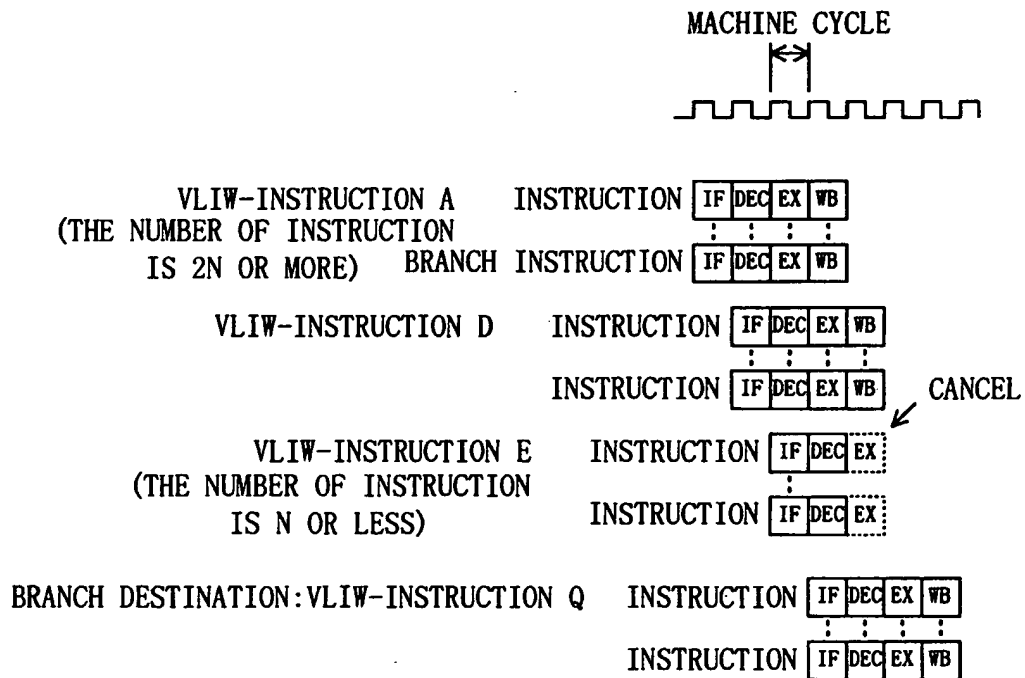 MACHINE CYCLE
VLIW-INSTRUCTION A INSTRUCTION IF DEC EX WB
(THE NUMBER OF INSTRUCTION
IS 2N OR MORE) BRANCH INSTRUCTION IF DEC EX WB
VLIW-INSTRUCTION D INSTRUCTION IF DEC EX WB
INSTRUCTION IF DEC EX WB
CANCEL
VLIW-INSTRUCTION E INSTRUCTION IF DEC EX
(THE NUMBER OF INSTRUCTION
IS N OR LESS) INSTRUCTION IF DEC EX
BRANCH DESTINATION:VLIW-INSTRUCTION Q INSTRUCTION IF DEC EX WB
INSTRUCTION IF DEC EX WB